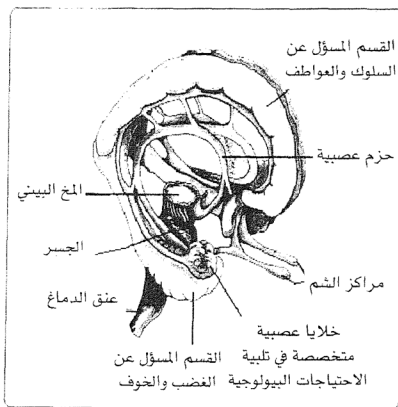 القسم المسؤل عن
السلوك والعواطف
حزم عصبية
المخ البيني
الجسر
مراكز الشم
عنق الدماغ
خلايا عصبية
متخصصة في تلبية
الاحتياجات البيولوجية
القسم المسؤل عن
الغضب والخوف